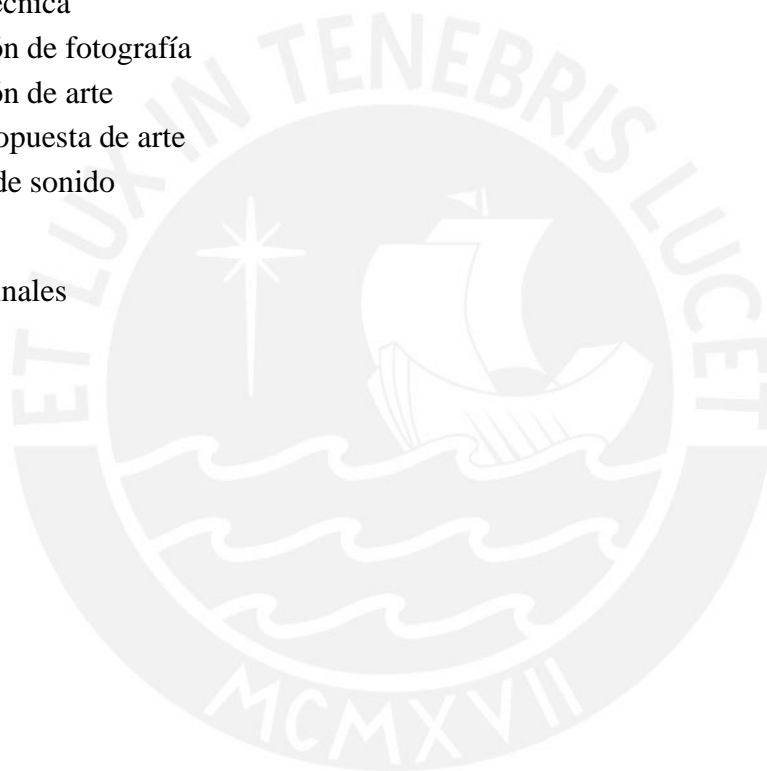 écnica
ón de fotografía
ón de arte
opuesta de arte
de sonido
nales
ET LUX IN TENEBRIS LUCET
MCMXVII